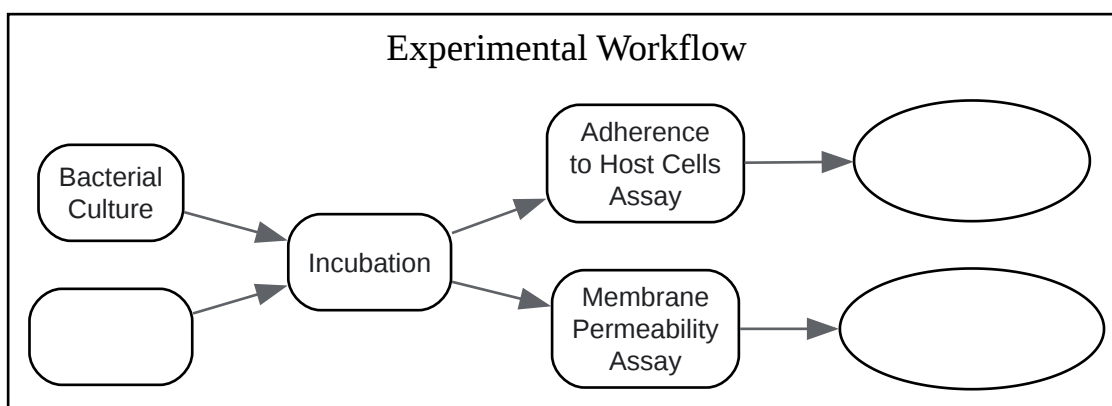 Experimental Workflow
Bacterial
Culture
Incubation
Adherence
to Host Cells
Assay
Membrane
Permeability
Assay